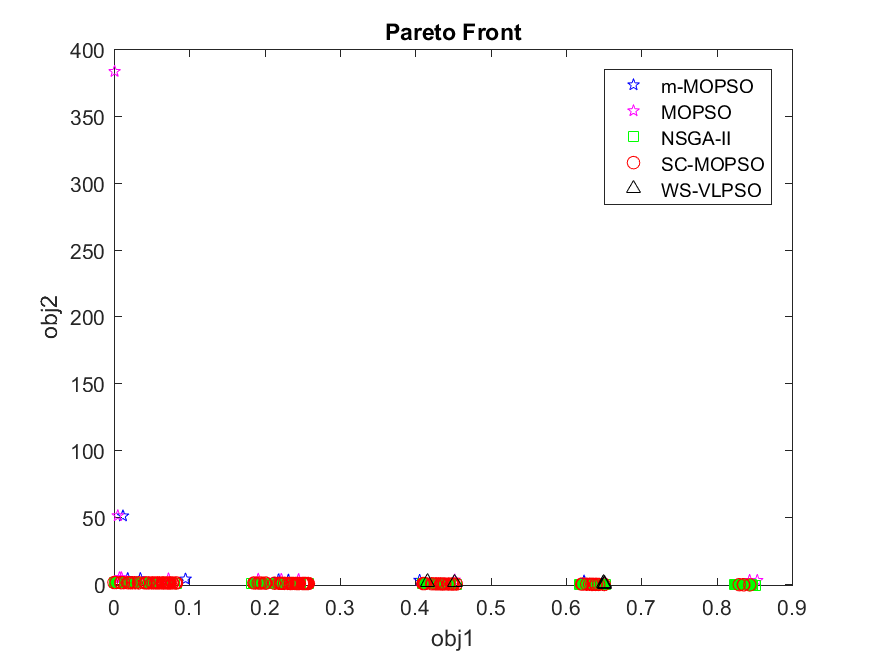 Pareto Front
400
350
300
250
200
150
100
50
0
obj2
0
0.1
0.2
0.3
0.4
0.5
0.6
0.7
0.8
0.9
obj1
m-MOPSO
MOPSO
NSGA-II
SC-MOPSO
WS-VLPSO